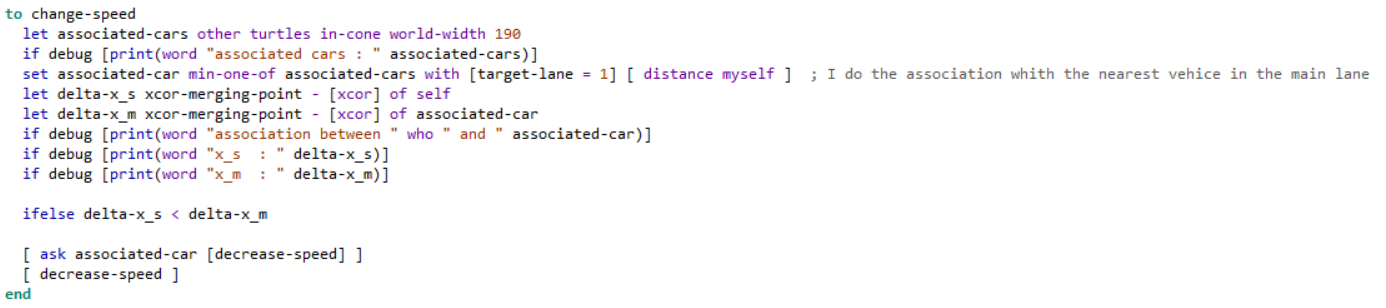 to change-speed
let associated-cars other turtles in-cone world-width 190
if debug [print(word "associated cars : " associated-cars)]
set associated-car min-one-of associated-cars with [target-lane = 1] [ distance myself ]  ; I do the association whith the nearest vehice in the main lane
let delta-x_s xcor-merging-point - [xcor] of self
let delta-x_m xcor-merging-point - [xcor] of associated-car
if debug [print(word "association between " who " and " associated-car)]
if debug [print(word "x_s  : " delta-x_s)]
if debug [print(word "x_m  : " delta-x_m)]
ifelse delta-x_s < delta-x_m
[ ask associated-car [decrease-speed] ]
[ decrease-speed ]
end